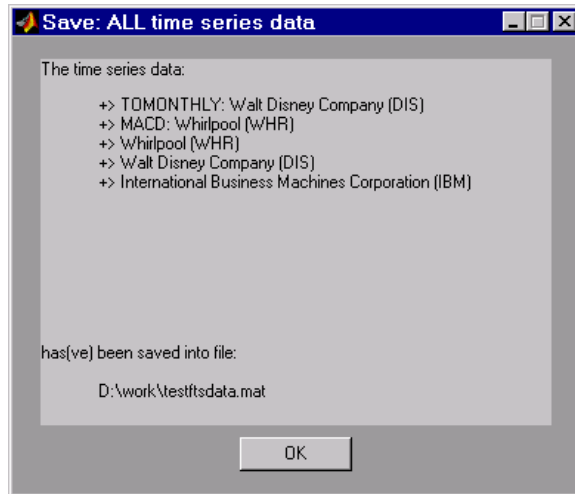 Save: ALL time series data
The time series data:
+> TOMONTHLY: Walt Disney Company (DIS)
+> MACD: Whirlpool (WHR)
+> Whirlpool (WHR)
+> Walt Disney Company (DIS)
+> International Business Machines Corporation (IBM)
has(ve) been saved into file:
D:\work\testftsdata.mat
OK